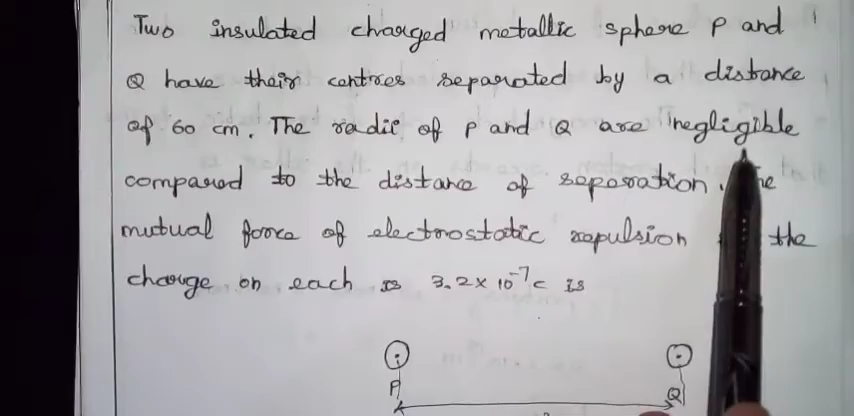 Two insulated charged metallic sphere P and
Q have their centres separated by a distance
of 60 cm. The radii of P and Q are negligible
compared to the distance of separation. The
mutual force of electrostatic repulsion the
charge on each is 3.2 x 10⁻⁷C is
P
Q